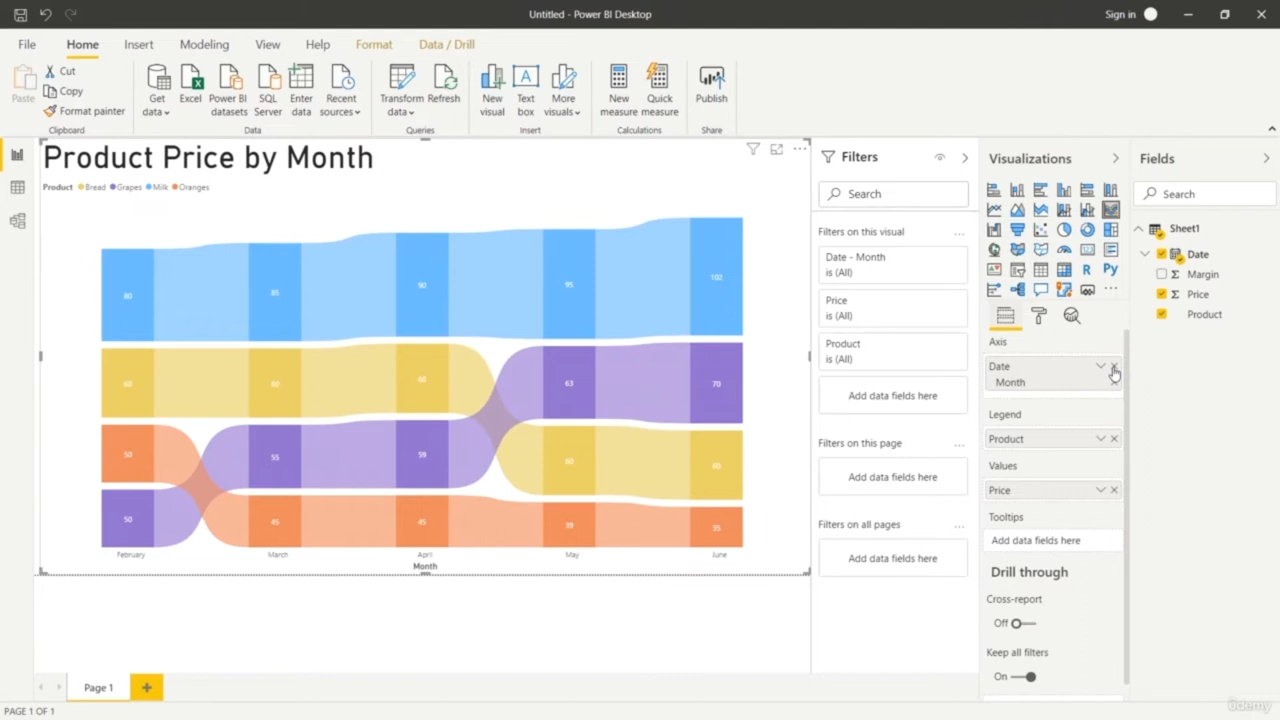 Untitled - Power BI Desktop
Sign in
File Home Insert Modeling View Help Format Data / Drill
Paste
Cut
Copy
Format painter
Clipboard
Get data
Excel
Power BI datasets
SQL Server
Enter data
Recent sources
Data
Transform data
Refresh
Queries
New visual
Text box
More visuals
Insert
New measure
Quick measure
Calculations
Publish
Share
Product Price by Month
Product Bread Grapes Milk Oranges
80 85 90 95 102
60 60 60 63 70
50 55 59 60 60
50 45 45 39 35
February March April May June
Month
Filters
Search
Filters on this visual ...
Date - Month
is (All)
Price
is (All)
Product
is (All)
Add data fields here
Filters on this page ...
Add data fields here
Filters on all pages ...
Add data fields here
Visualizations
R Py
...
Axis
Date
Month
Legend
Product
Values
Price
Tooltips
Add data fields here
Drill through
Cross-report
Off
Keep all filters
On
Fields
Search
Sheet1
Date
Σ Margin
Σ Price
Product
Page 1
+
PAGE 1 OF 1
ûdemy